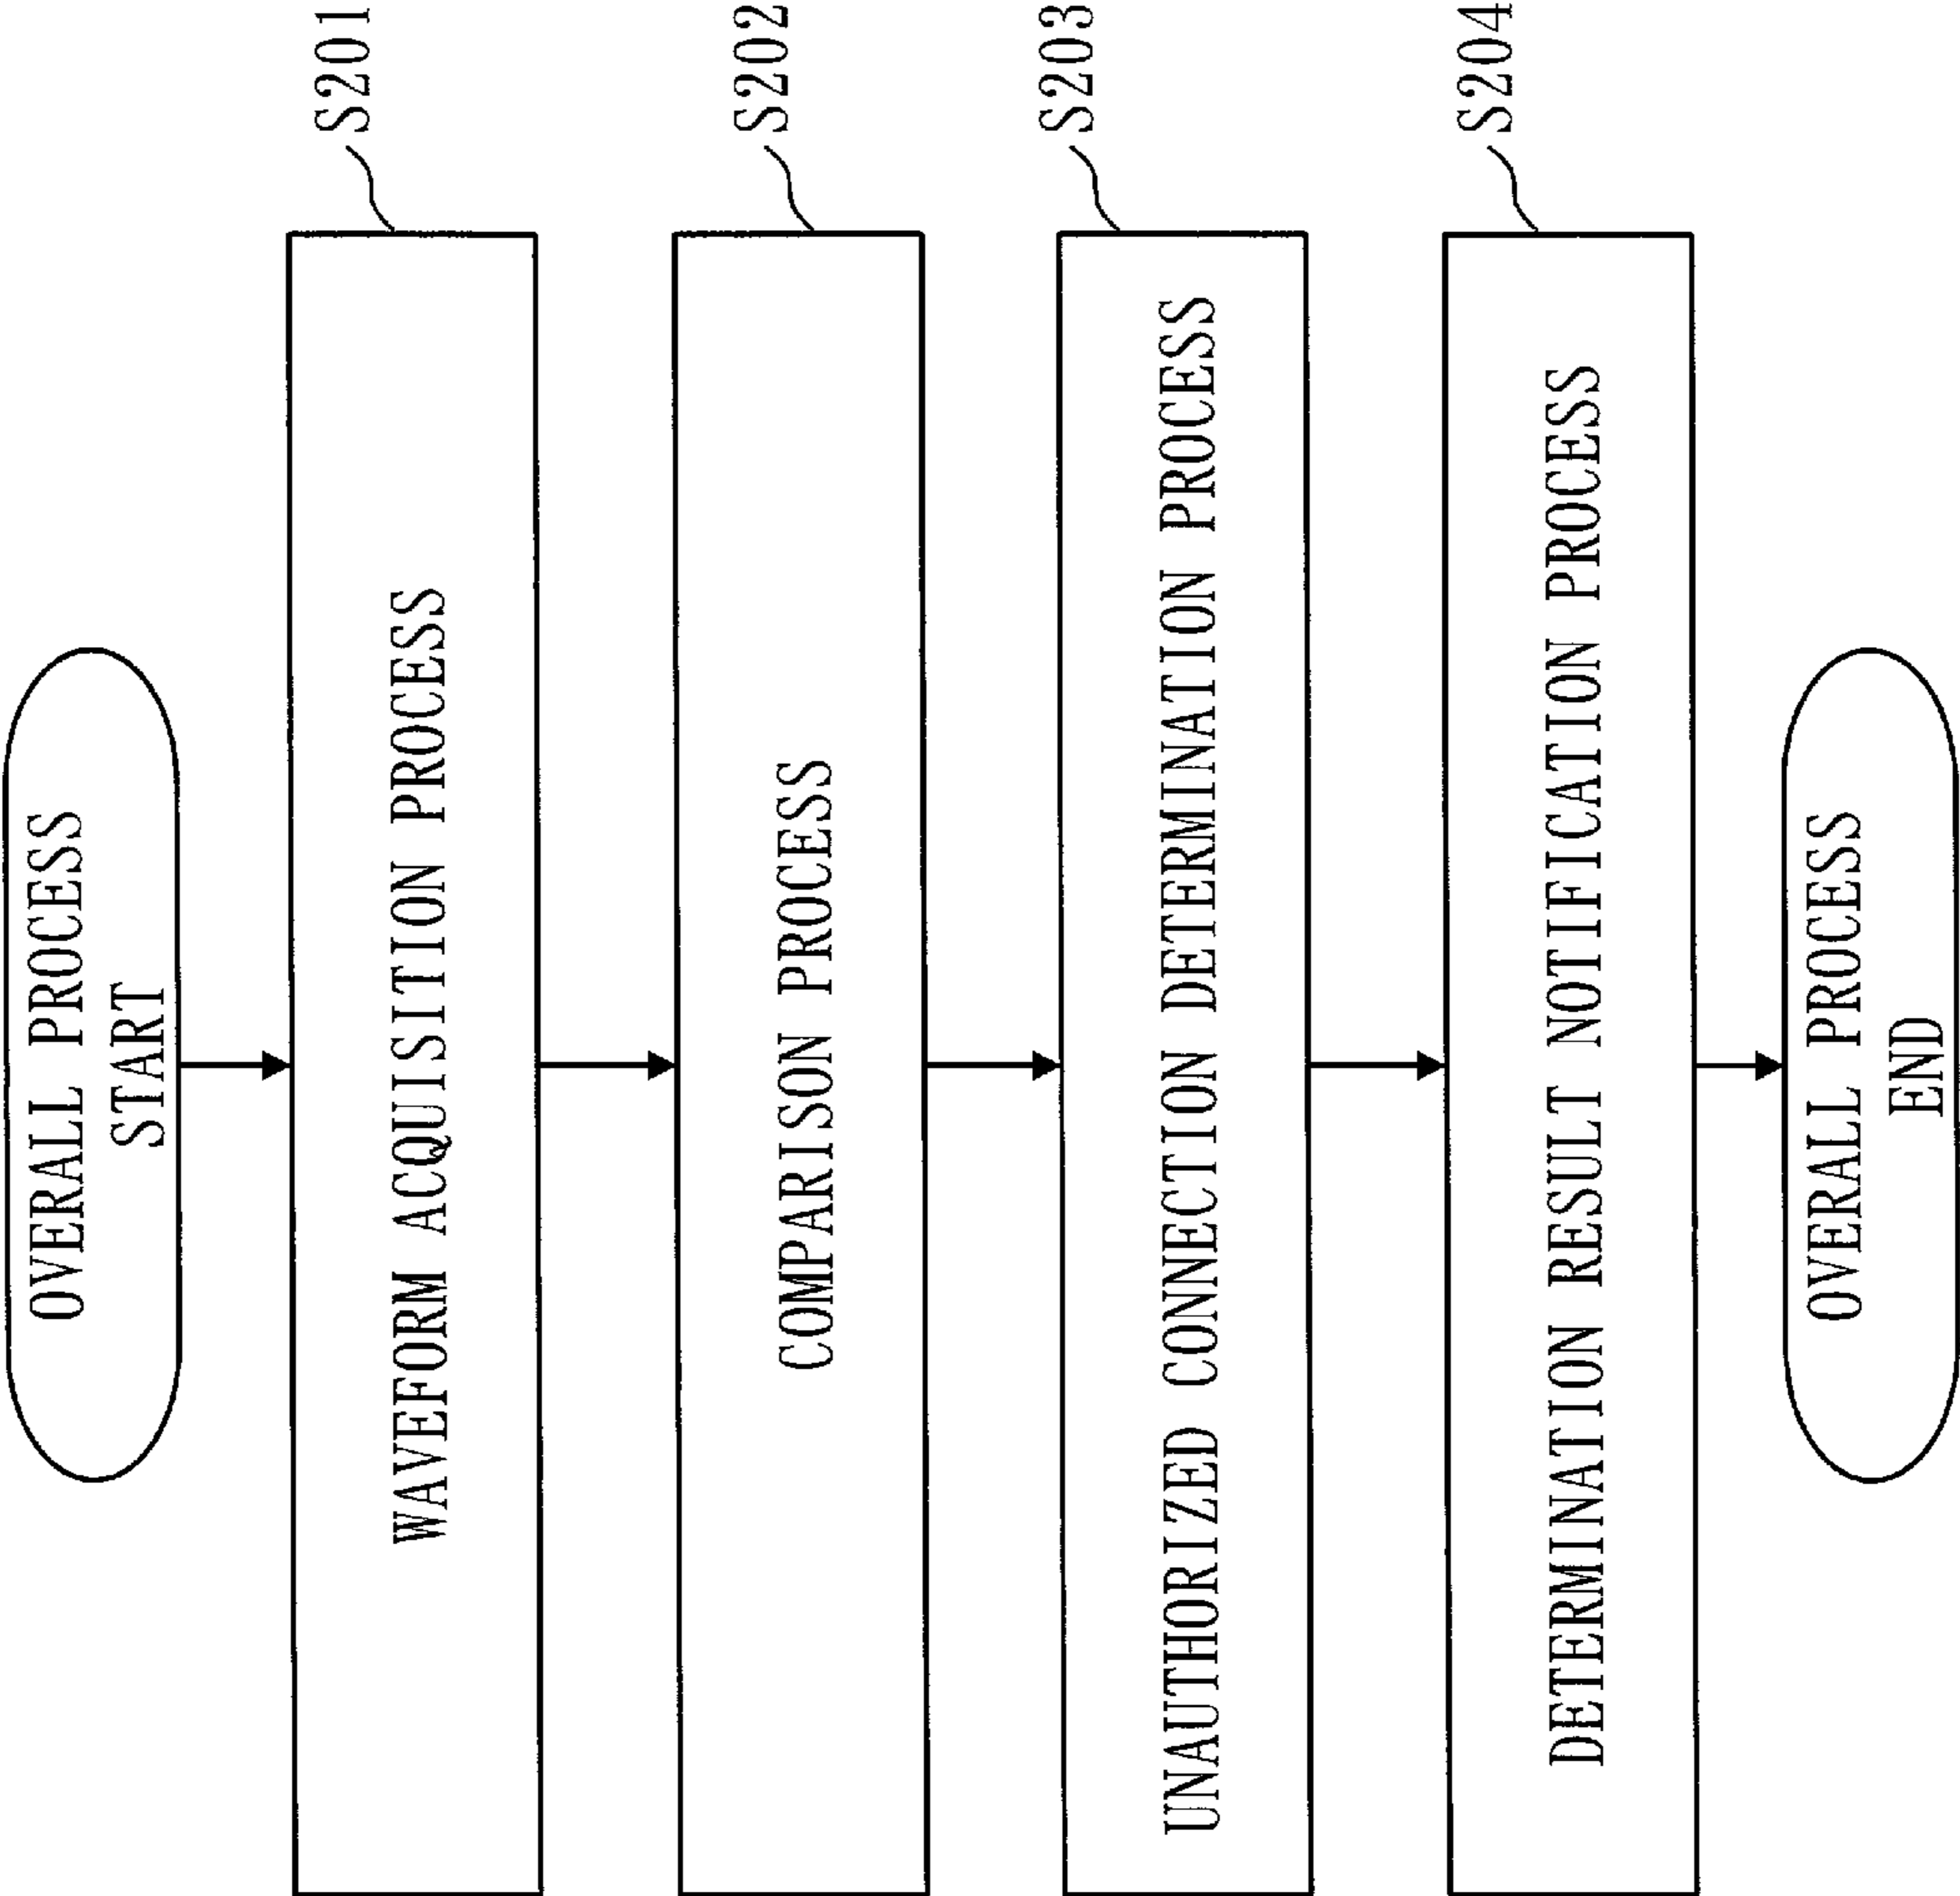 OVERALL PROCESS
START
S201
WAVEFORM ACQUISITION PROCESS
S202
COMPARISON PROCESS
S203
UNAUTHORIZED CONNECTION DETERMINATION PROCESS
S204
DETERMINATION RESULT NOTIFICATION PROCESS
OVERALL PROCESS
END